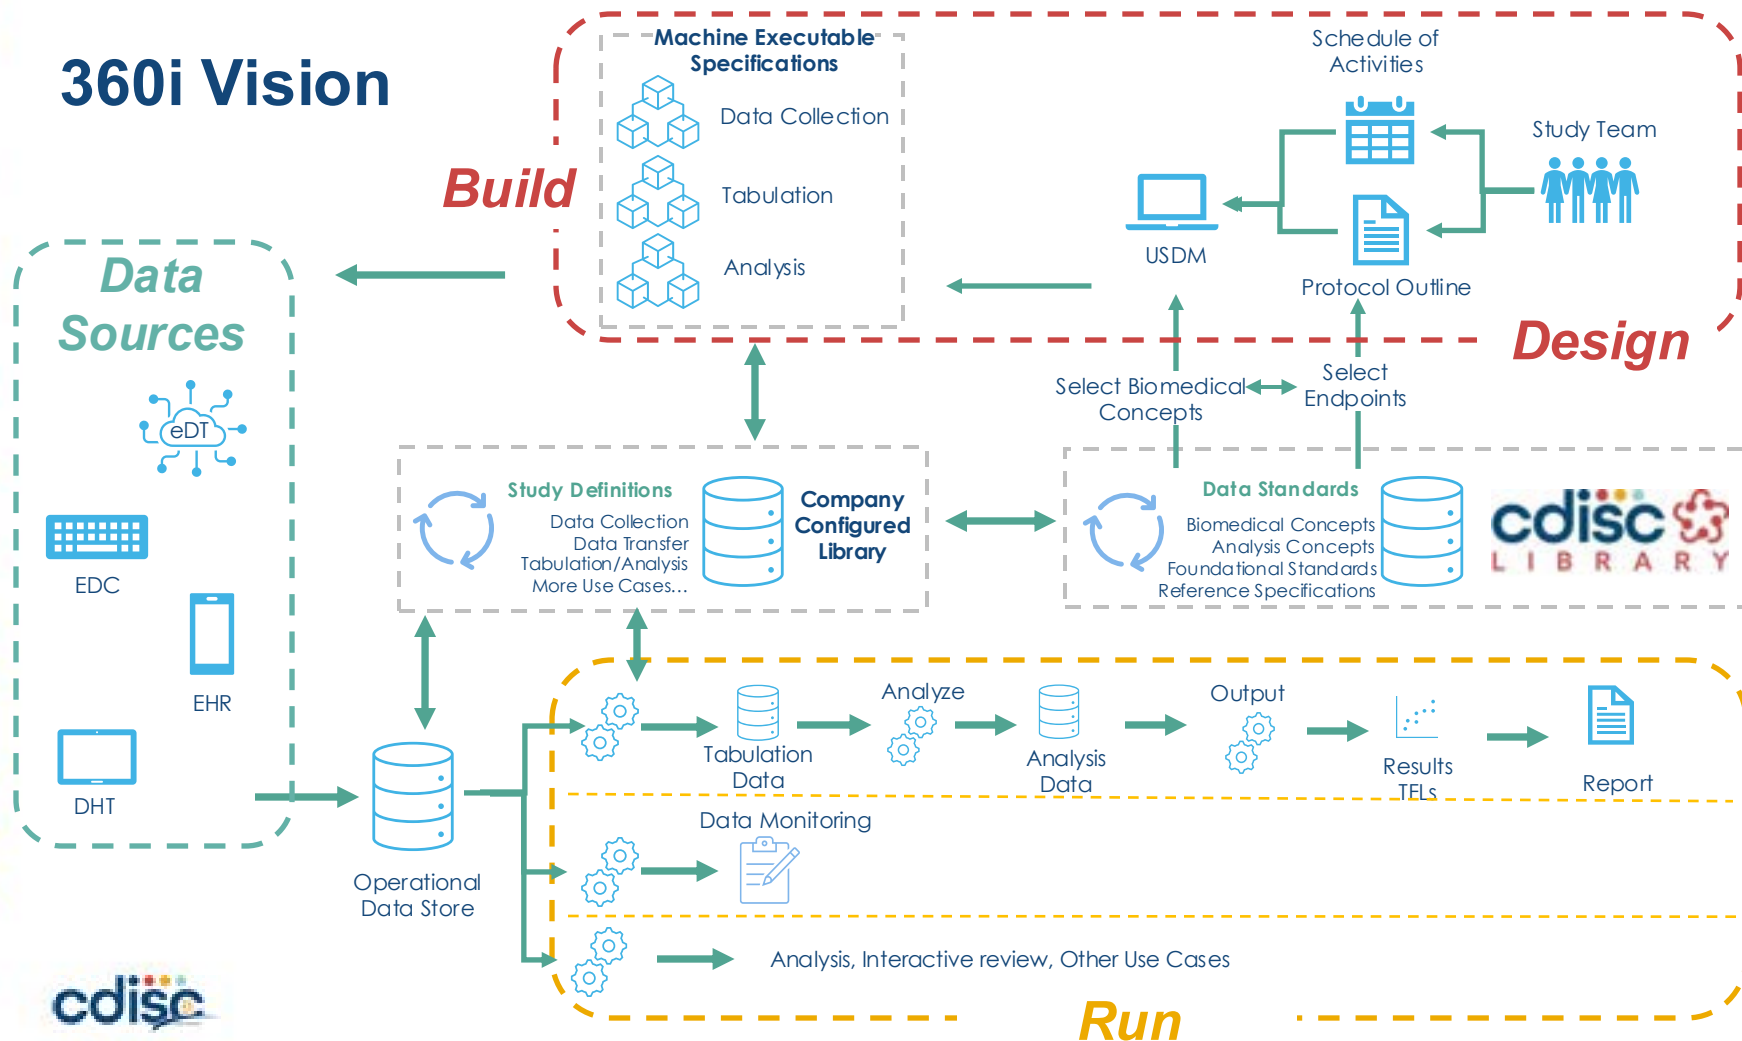 360i Vision
Machine Executable
Specifications
Data Collection
Tabulation
Analysis
Build
Schedule of
Activities
Study Team
USDM
Protocol Outline
Design
Data
Sources
eDT
EDC
EHR
DHT
Select Biomedical
Concepts
Select
Endpoints
Study Definitions
Data Collection
Data Transfer
Tabulation/Analysis
More Use Cases...
Company
Configured
Library
Data Standards
Biomedical Concepts
Analysis Concepts
Foundational Standards
Reference Specifications
cdisc
LIBRARY
Operational
Data Store
Tabulation
Data
Analyze
Analysis
Data
Output
Results
TFLs
Report
Data Monitoring
Analysis, Interactive review, Other Use Cases
Run
cdisc